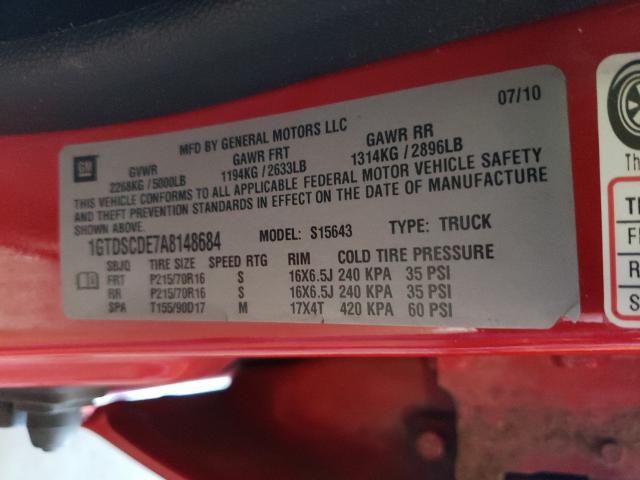 07/10
MFD BY GENERAL MOTORS LLC
GM
GVWR GAWR FRT GAWR RR
2268KG/5000LB 1194KG/2633LB 1314KG/2896LB
THIS VEHICLE CONFORMS TO ALL APPLICABLE FEDERAL MOTOR VEHICLE SAFETY
AND THEFT PREVENTION STANDARDS IN EFFECT ON THE DATE OF MANUFACTURE
SHOWN ABOVE.
1GTDSCDE7A8148684 MODEL: S15643 TYPE: TRUCK
SBJQ TIRE SIZE SPEED RTG RIM COLD TIRE PRESSURE
FRT P215/70R16 S 16X6.5J 240 KPA 35 PSI
RR P215/70R16 S 16X6.5J 240 KPA 35 PSI
SPA T155/90D17 M 17X4T 420 KPA 60 PSI
The
F
R
S